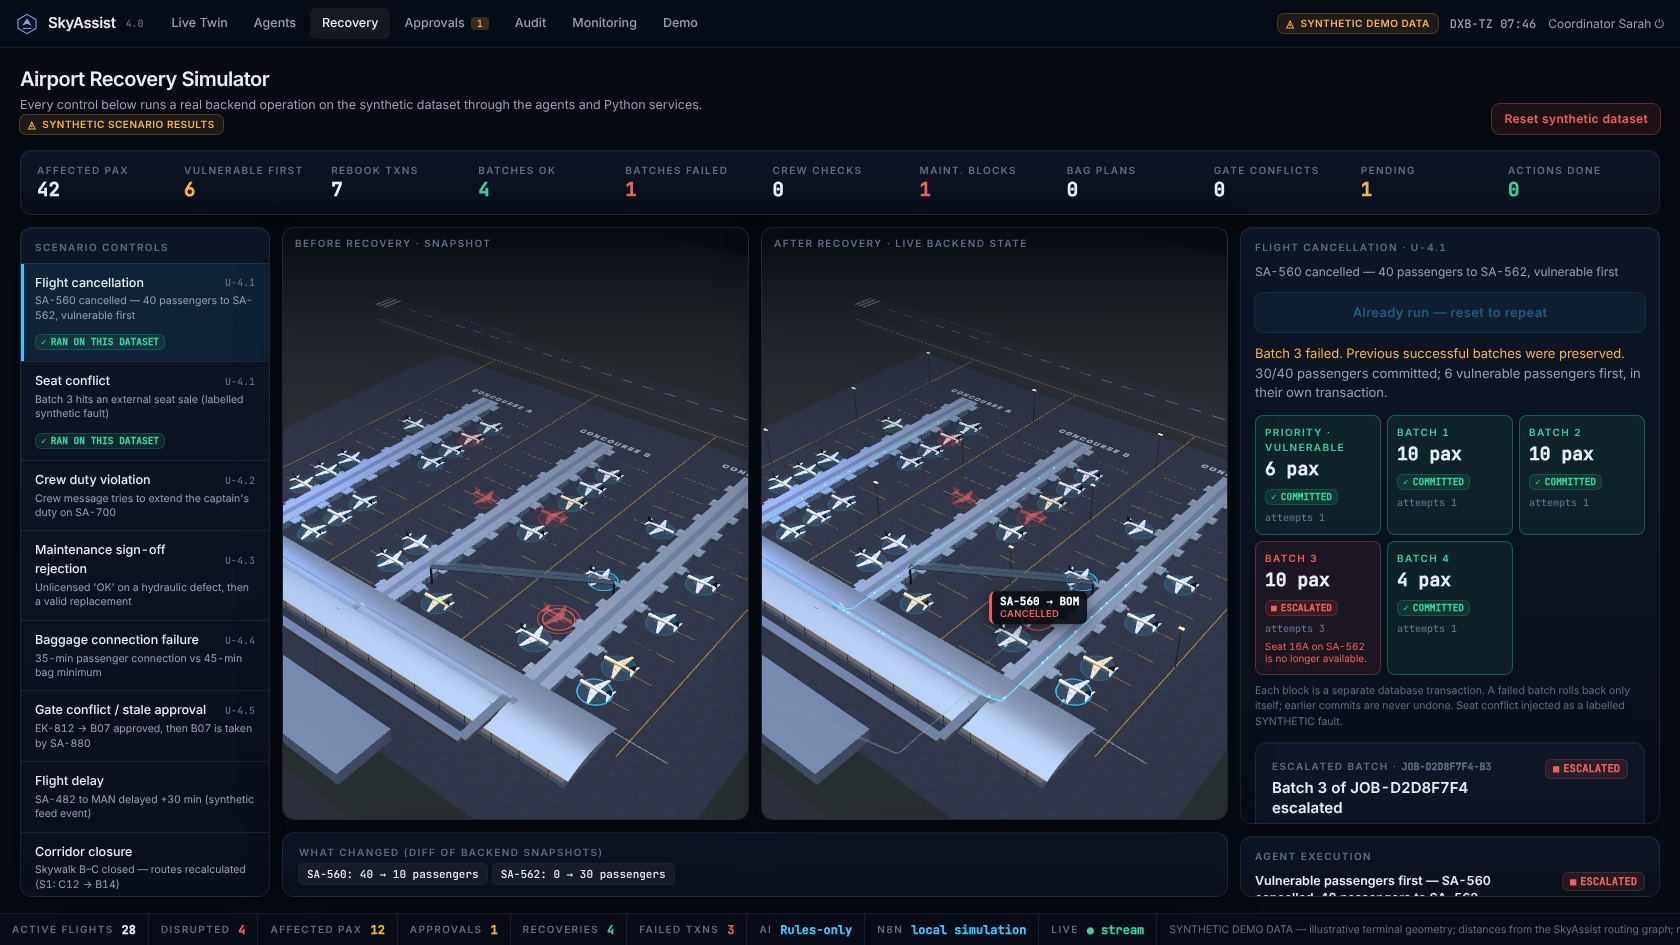 SkyAssist 4.0
Live Twin
Agents
Recovery
Approvals 1
Audit
Monitoring
Demo
SYNTHETIC DEMO DATA
DXB-TZ 07:46
Coordinator Sarah
Airport Recovery Simulator
Every control below runs a real backend operation on the synthetic dataset through the agents and Python services.
SYNTHETIC SCENARIO RESULTS
Reset synthetic dataset
AFFECTED PAX
42
VULNERABLE FIRST
6
REBOOK TXNS
7
BATCHES OK
4
BATCHES FAILED
1
CREW CHECKS
0
MAINT. BLOCKS
1
BAG PLANS
0
GATE CONFLICTS
0
PENDING
1
ACTIONS DONE
0
SCENARIO CONTROLS
Flight cancellation U-4.1
SA-560 cancelled — 40 passengers to SA-
562, vulnerable first
✓ RAN ON THIS DATASET
Seat conflict U-4.1
Batch 3 hits an external seat sale (labelled
synthetic fault)
✓ RAN ON THIS DATASET
Crew duty violation U-4.2
Crew message tries to extend the captain's
duty on SA-700
Maintenance sign-off
rejection U-4.3
Unlicensed 'OK' on a hydraulic defect, then
a valid replacement
Baggage connection failure U-4.4
35-min passenger connection vs 45-min
bag minimum
Gate conflict / stale approval U-4.5
EK-812 → B07 approved, then B07 is taken
by SA-880
Flight delay
SA-482 to MAN delayed +30 min (synthetic
feed event)
Corridor closure
Skywalk B–C closed — routes recalculated
(S1: C12 → B14)
BEFORE RECOVERY · SNAPSHOT
CONCOURSE A
CONCOURSE B
CON
AFTER RECOVERY · LIVE BACKEND STATE
CONCOURSE A
CONCOURSE B
CON
SA-560 → BOM
CANCELLED
WHAT CHANGED (DIFF OF BACKEND SNAPSHOTS)
SA-560: 40 → 10 passengers
SA-562: 0 → 30 passengers
FLIGHT CANCELLATION · U-4.1
SA-560 cancelled — 40 passengers to SA-562, vulnerable first
Already run — reset to repeat
Batch 3 failed. Previous successful batches were preserved.
30/40 passengers committed; 6 vulnerable passengers first, in
their own transaction.
PRIORITY ·
VULNERABLE
6 pax
✓ COMMITTED
attempts 1
BATCH 1
10 pax
✓ COMMITTED
attempts 1
BATCH 2
10 pax
✓ COMMITTED
attempts 1
BATCH 3
10 pax
■ ESCALATED
attempts 3
Seat 16A on SA-562
is no longer available.
BATCH 4
4 pax
✓ COMMITTED
attempts 1
Each block is a separate database transaction. A failed batch rolls back only
itself; earlier commits are never undone. Seat conflict injected as a labelled
SYNTHETIC fault.
ESCALATED BATCH · JOB-D2D8F7F4-B3
■ ESCALATED
Batch 3 of JOB-D2D8F7F4
escalated
AGENT EXECUTION
Vulnerable passengers first — SA-560
cancelled, 40 passengers to SA-562
■ ESCALATED
ACTIVE FLIGHTS 28
DISRUPTED 4
AFFECTED PAX 12
APPROVALS 1
RECOVERIES 4
FAILED TXNS 3
AI Rules-only
N8N local simulation
LIVE ● stream
SYNTHETIC DEMO DATA — illustrative terminal geometry; distances from the SkyAssist routing graph;